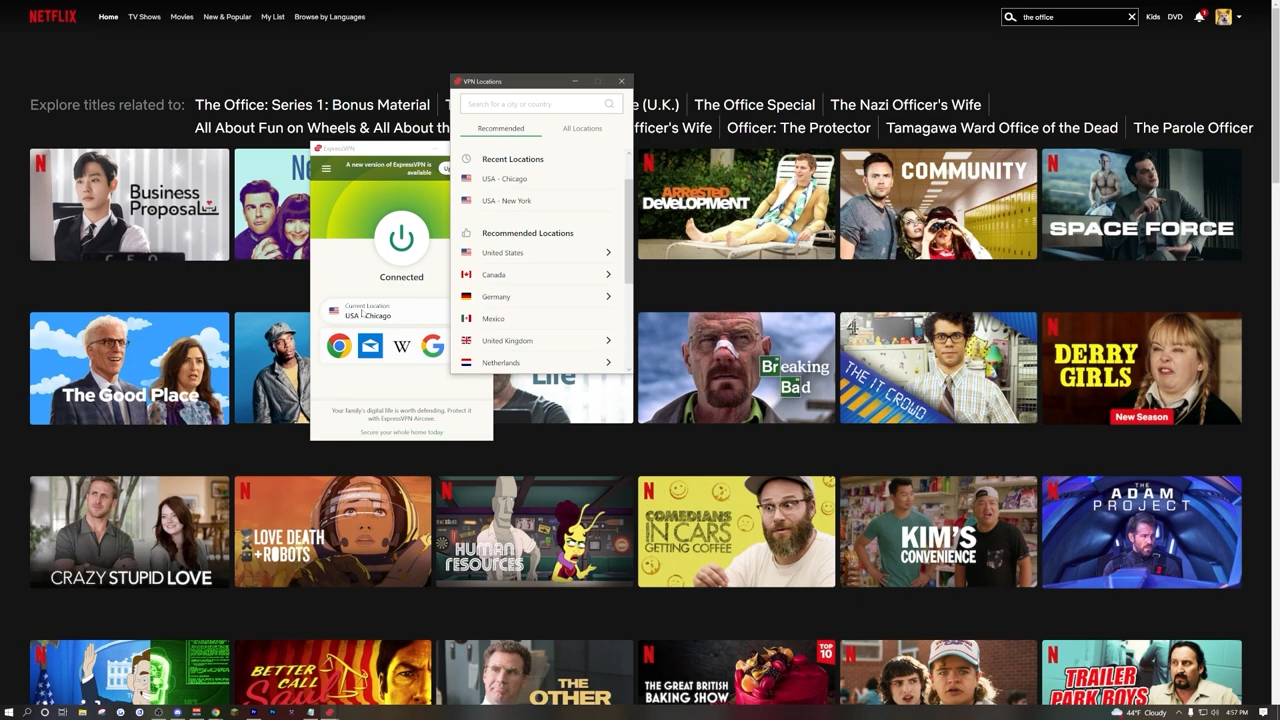 NETFLIX
Home
TV Shows
Movies
New & Popular
My List
Browse by Languages
the office
Kids
DVD
1
Explore titles related to:
The Office: Series 1: Bonus Material
e (U.K.)
The Office Special
The Nazi Officer's Wife
All About Fun on Wheels & All About th
fficer's Wife
Officer: The Protector
Tamagawa Ward Office of the Dead
The Parole Officer
VPN Locations
Search for a city or country
Recommended
All Locations
Recent Locations
USA - Chicago
USA - New York
Recommended Locations
United States
Canada
Germany
Mexico
United Kingdom
Netherlands
ExpressVPN
A new version of ExpressVPN is
available
Up
Connected
Current Location
USA - Chicago
W
G
Your family's digital life is worth defending. Protect it
with ExpressVPN Aircove.
Secure your whole home today
Business
Proposal
CEO
ARRESTED
DEVELOPMENT
COMMUNITY
SPACE FORCE
The Good Place
Life
Breaking
Bad
4
THE IT CROWD
DERRY
GIRLS
New Season
CRAZY STUPID LOVE
LOVE DEATH
+ROBOTS
HUMAN
RESOURCES
COMEDIANS
IN CARS
GETTING COFFEE
KIM'S
CONVENIENCE
THE
ADAM
PROJECT
BETTER
CALL
THE
OTHER
THE GREAT BRITISH
BAKING SHOW
TOP
10
TRAILER
PARK BOYS
44°F Cloudy
4:57 PM